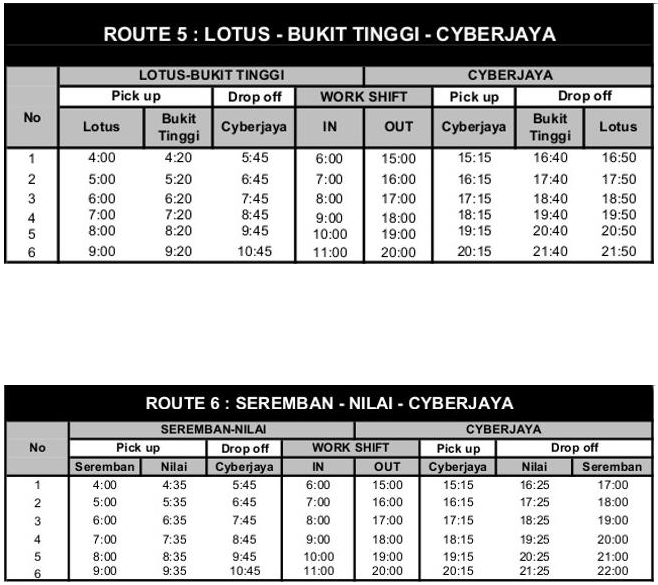 ROUTE 5 : LOTUS - BUKIT TINGGI - CYBERJAYA
LOTUS-BUKIT TINGGI CYBERJAYA
No Pick up Drop off WORK SHIFT Pick up Drop off
Lotus Bukit Tinggi Cyberjaya IN OUT Cyberjaya Bukit Tinggi Lotus
1 4:00 4:20 5:45 6:00 15:00 15:15 16:40 16:50
2 5:00 5:20 6:45 7:00 16:00 16:15 17:40 17:50
3 6:00 6:20 7:45 8:00 17:00 17:15 18:40 18:50
4 7:00 7:20 8:45 9:00 18:00 18:15 19:40 19:50
5 8:00 8:20 9:45 10:00 19:00 19:15 20:40 20:50
6 9:00 9:20 10:45 11:00 20:00 20:15 21:40 21:50
ROUTE 6 : SEREMBAN - NILAI - CYBERJAYA
SEREMBAN-NILAI CYBERJAYA
No Pick up Drop off WORK SHIFT Pick up Drop off
Seremban Nilai Cyberjaya IN OUT Cyberjaya Nilai Seremban
1 4:00 4:35 5:45 6:00 15:00 15:15 16:25 17:00
2 5:00 5:35 6:45 7:00 16:00 16:15 17:25 18:00
3 6:00 6:35 7:45 8:00 17:00 17:15 18:25 19:00
4 7:00 7:35 8:45 9:00 18:00 18:15 19:25 20:00
5 8:00 8:35 9:45 10:00 19:00 19:15 20:25 21:00
6 9:00 9:35 10:45 11:00 20:00 20:15 21:25 22:00